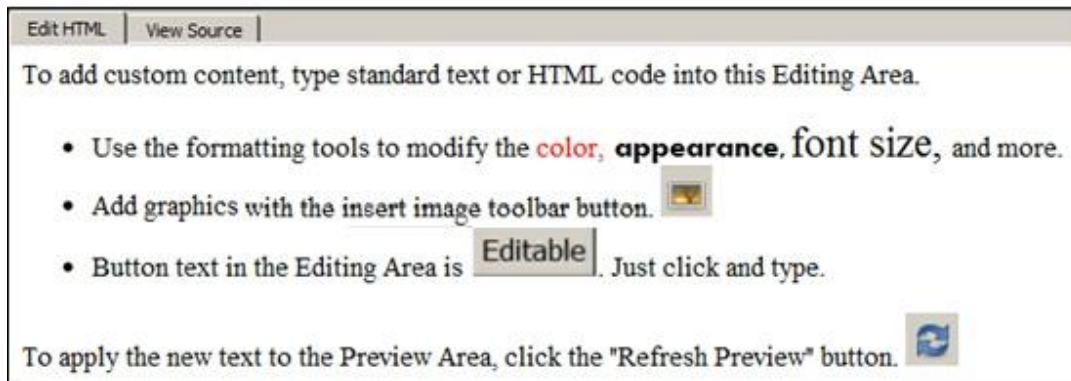 Edit HTML View Source
To add custom content, type standard text or HTML code into this Editing Area.
• Use the formatting tools to modify the color, appearance, font size, and more.
• Add graphics with the insert image toolbar button.
• Button text in the Editing Area is Editable. Just click and type.
To apply the new text to the Preview Area, click the "Refresh Preview" button.